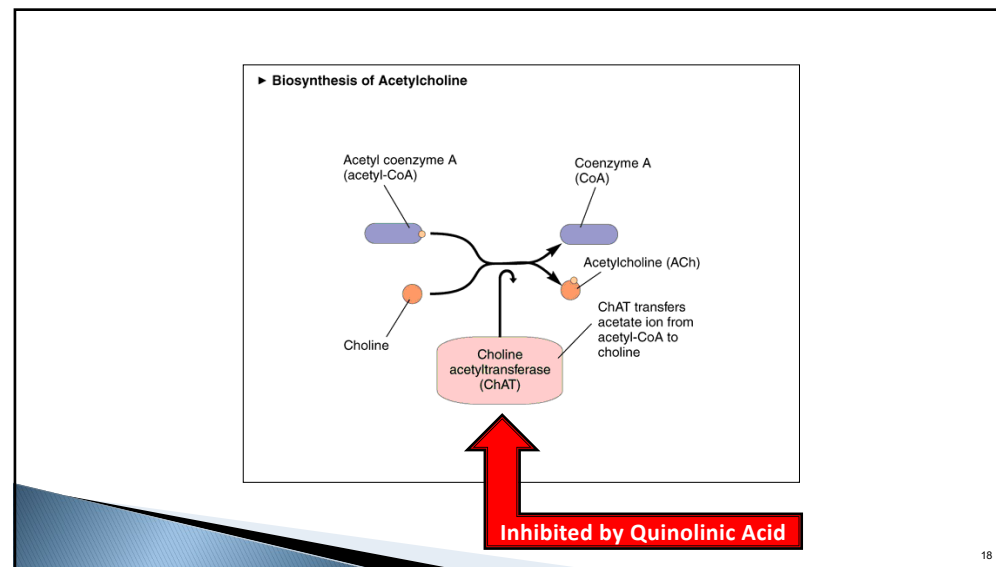 ► Biosynthesis of Acetylcholine
Acetyl coenzyme A
(acetyl-CoA)
Coenzyme A
(CoA)
Acetylcholine (ACh)
Choline
ChAT transfers
acetate ion from
acetyl-CoA to
choline
Choline
acetyltransferase
(ChAT)
Inhibited by Quinolinic Acid
18